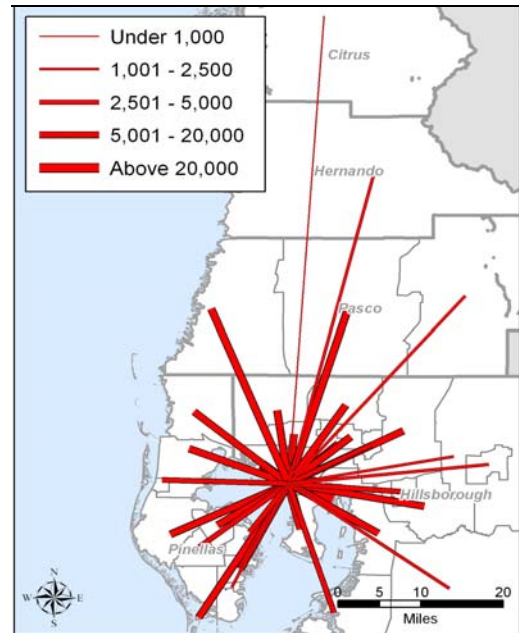 Under 1,000
1,001 - 2,500
2,501 - 5,000
5,001 - 20,000
Above 20,000
Citrus
Hernando
Pasco
Hillsborough
Pinellas
N
W E
S
0 5 10 20
Miles